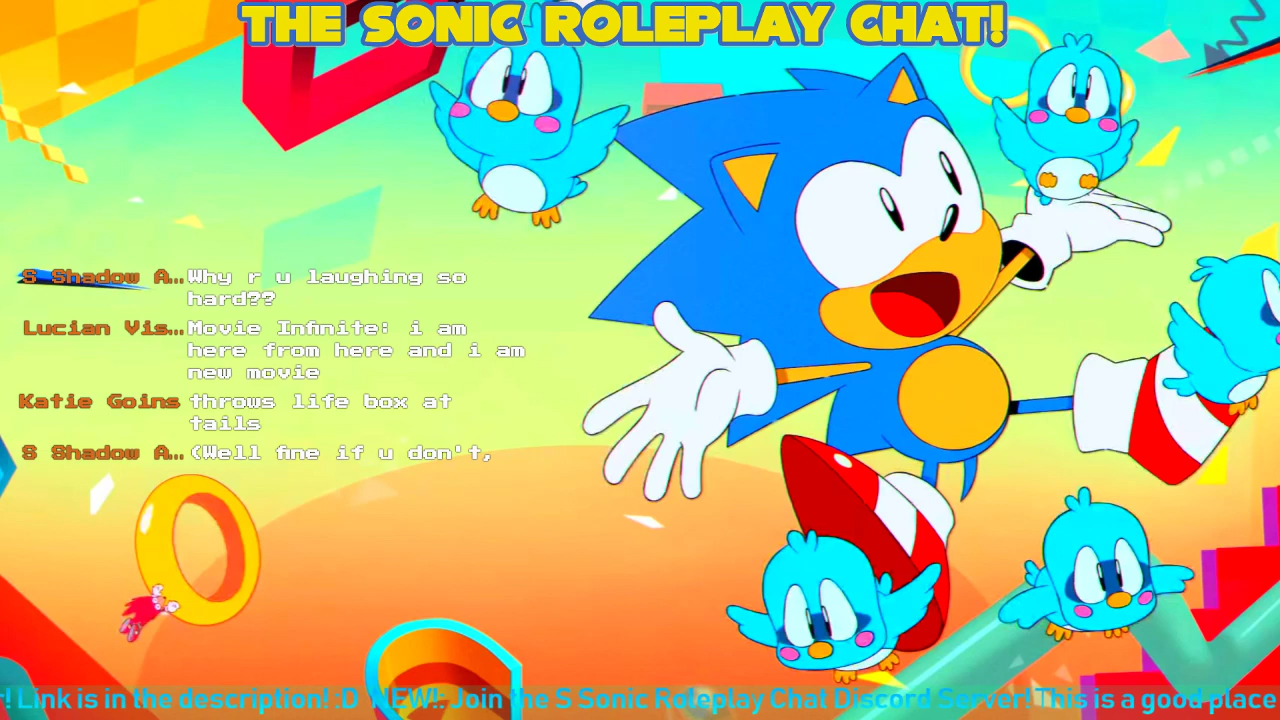 THE SONIC ROLEPLAY CHAT!
S Shadow A... Why r u laughing so
hard??
Lucian Vis... Movie Infinite: i am
here from here and i am
new movie
Katie Goins throws life box at
tails
S Shadow A... (Well fine if u don't,
r! Link is in the description! :D NEW!: Join the S Sonic Roleplay Chat Discord Server! This is a good place